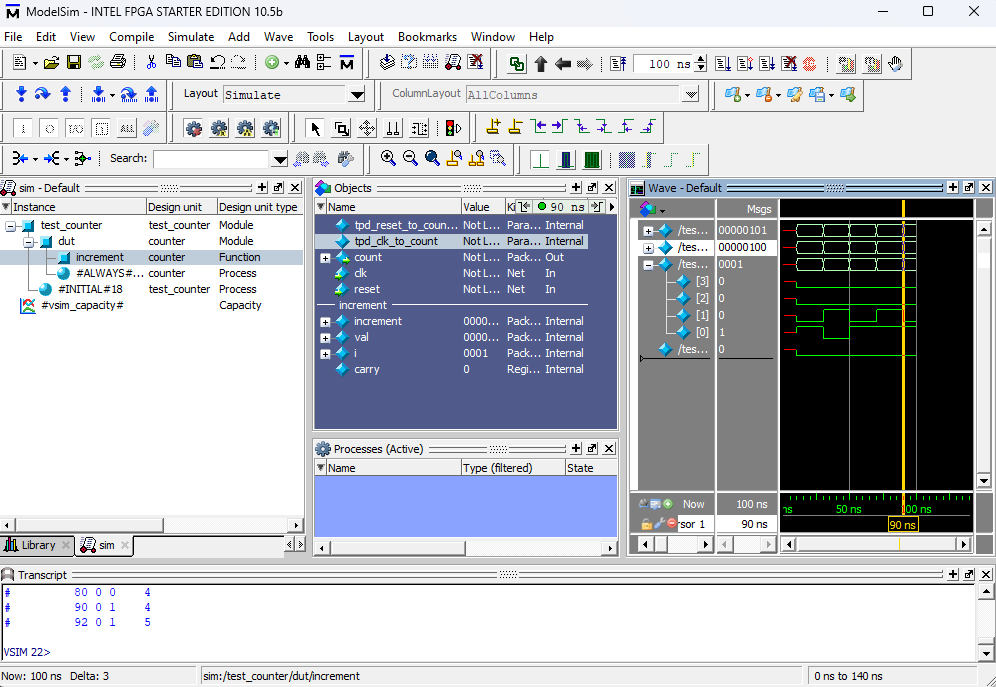 ModelSim - INTEL FPGA STARTER EDITION 10.5b
File Edit View Compile Simulate Add Wave Tools Layout Bookmarks Window Help
100 ns
Layout Simulate
ColumnLayout AllColumns
Search:
sim - Default
Instance Design unit Design unit type
test_counter test_counter Module
dut counter Module
increment counter Function
#ALWAYS#... counter Process
#INITIAL#18 test_counter Process
#vsim_capacity# Capacity
Library
sim
Objects
Name Value Ki 90 ns
tpd_reset_to_coun... Not L... Para... Internal
tpd_clk_to_count Not L... Para... Internal
count Not L... Pack... Out
clk Not L... Net In
reset Not L... Net In
increment
increment 0000... Pack... Internal
val 0000... Pack... Internal
i 0001 Pack... Internal
carry 0 Regi... Internal
Processes (Active)
Name Type (filtered) State
Wave - Default
Msgs
/tes... 00000101
/tes... 00000100
/tes... 0001
[3] 0
[2] 0
[1] 0
[0] 1
/tes... 0
Now 100 ns
rsor 1 90 ns
ns 50 ns 00 ns
90 ns
Transcript
# 80 0 0 4
# 90 0 1 4
# 92 0 1 5
VSIM 22>
Now: 100 ns Delta: 3 sim:/test_counter/dut/increment 0 ns to 140 ns